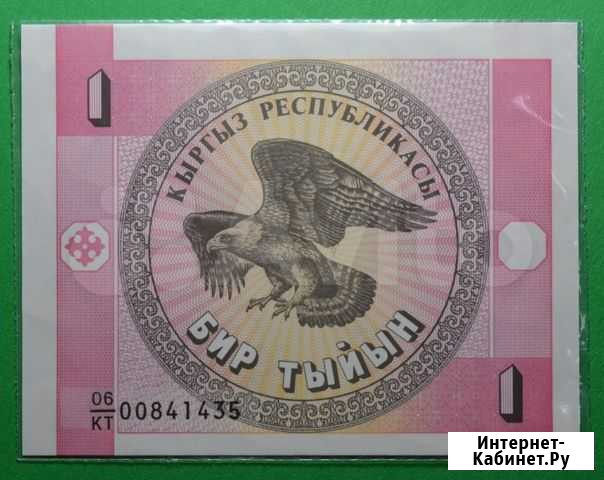 1
КЫРГЫЗ РЕСПУБЛИКАСЫ
БИР ТЫЙЫН
1
06
КТ 00841435
Интернет-
Кабинет.Ру